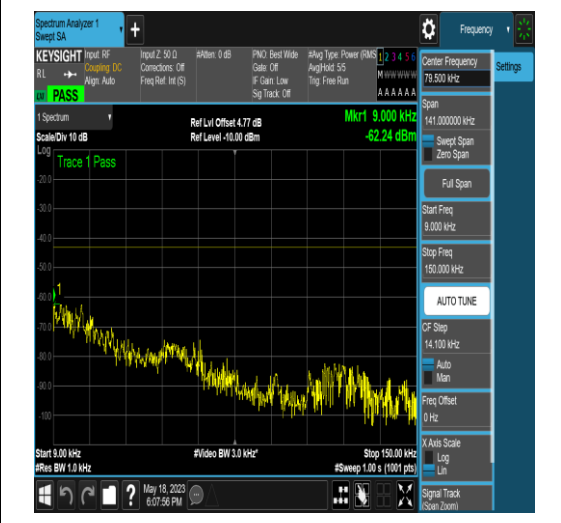 Spectrum Analyzer 1
Swept SA
Frequency
KEYSIGHT
RL
PASS
Input: RF
Coupling: DC
Align: Auto
Input Z: 50 Ω
Corrections: Off
Freq Ref: Int (S)
#Atten: 0 dB
PNO: Best Wide
Gate: Off
IF Gain: Low
Sig Track: Off
#Avg Type: Power (RMS)
Avg|Hold: 5/5
Trig: Free Run
1 2 3 4 5 6
M W W W W W
A A A A A A
1 Spectrum
Scale/Div 10 dB
Ref Lvl Offset 4.77 dB
Ref Level -10.00 dBm
Mkr1 9.000 kHz
-62.24 dBm
Log
Trace 1 Pass
-20.0
-30.0
-40.0
-50.0
-60.0
-70.0
-80.0
-90.0
-100
1
Start 9.00 kHz
#Res BW 1.0 kHz
#Video BW 3.0 kHz*
Stop 150.00 kHz
#Sweep 1.00 s (1001 pts)
May 18, 2023
6:07:56 PM
Center Frequency
79.500 kHz
Span
141.000000 kHz
Swept Span
Zero Span
Full Span
Start Freq
9.000 kHz
Stop Freq
150.000 kHz
AUTO TUNE
CF Step
14.100 kHz
Auto
Man
Freq Offset
0 Hz
X Axis Scale
Log
Lin
Signal Track
(Span Zoom)
Settings